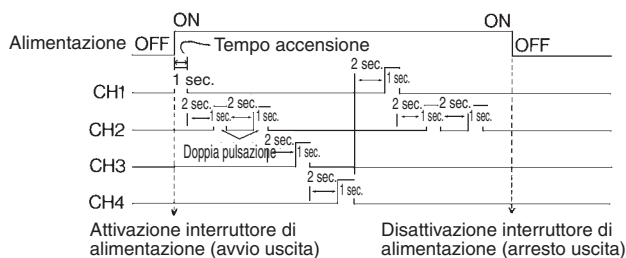 ON ON
Alimentazione OFF Tempo accensione OFF
2 sec.
1 sec. 1 sec.
CH1
2 sec. 2 sec. 2 sec. 2 sec.
1 sec. 1 sec. 1 sec. 1 sec.
CH2
Doppia pulsazione 2 sec.
1 sec.
CH3
2 sec.
1 sec.
CH4
Attivazione interruttore di
alimentazione (avvio uscita)
Disattivazione interruttore di
alimentazione (arresto uscita)